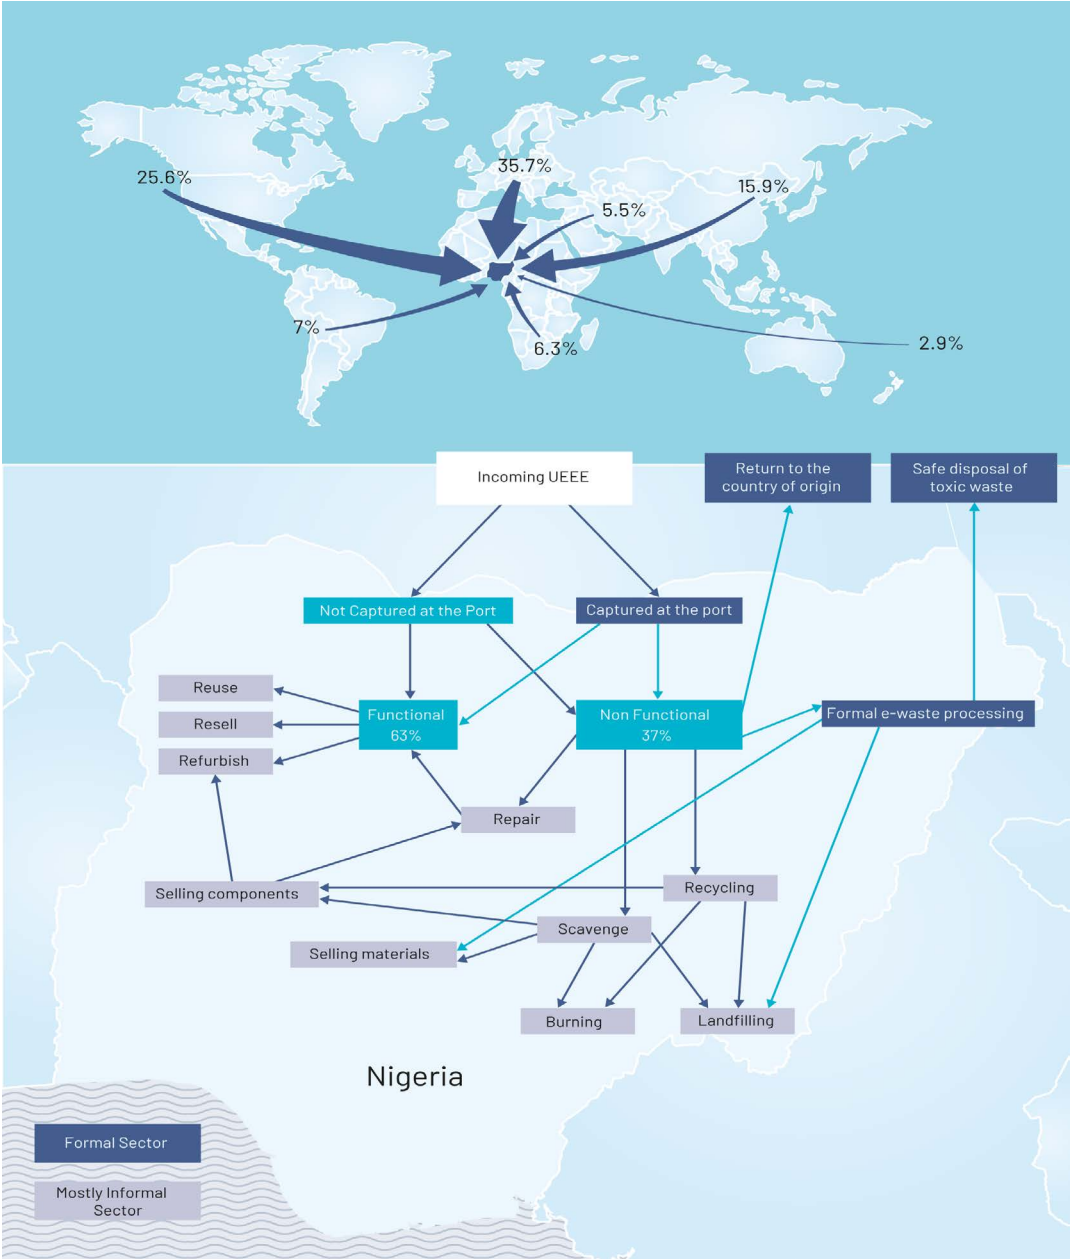 25.6%
35.7%
15.9%
5.5%
7%
6.3%
2.9%
Incoming UEEE
Return to the
country of origin
Safe disposal of
toxic waste
Not Captured at the Port
Captured at the port
Reuse
Resell
Refurbish
Functional
63%
Non Functional
37%
Formal e-waste processing
Repair
Selling components
Recycling
Scavenge
Selling materials
Burning
Landfilling
Nigeria
Formal Sector
Mostly Informal
Sector